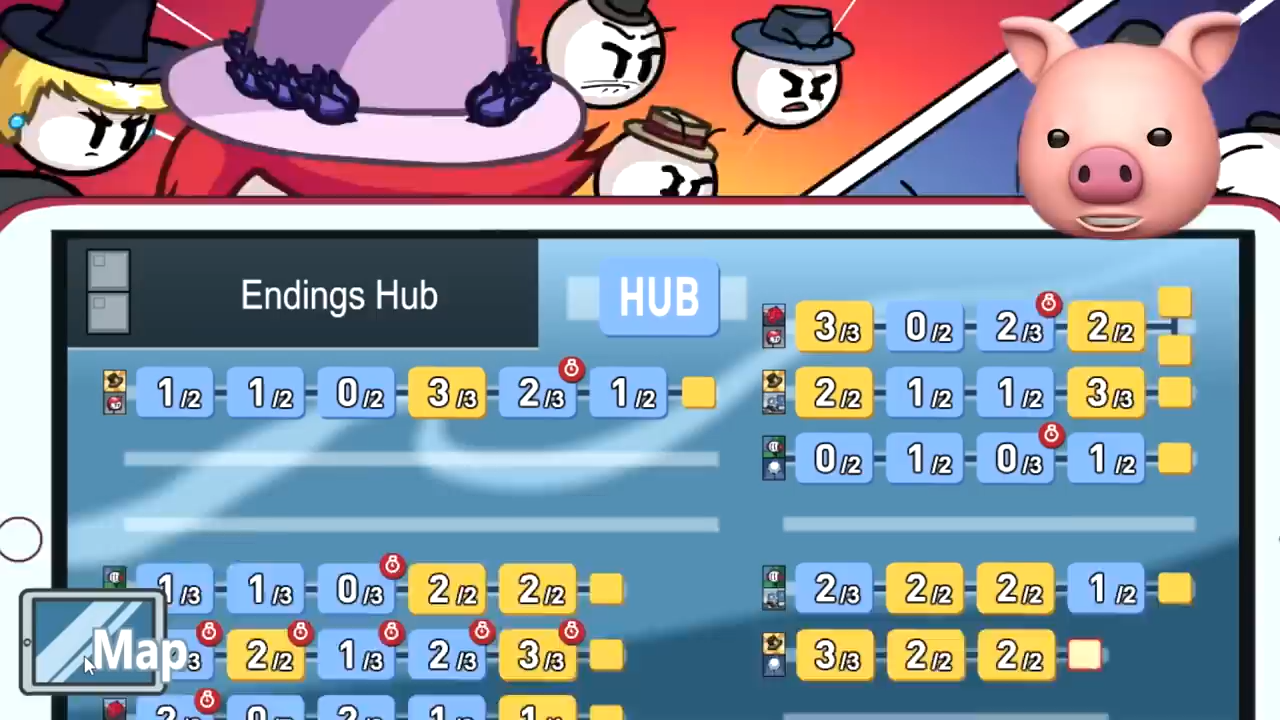 Endings Hub
HUB
3/3 0/2 2/3 2/2
1/2 1/2 0/2 3/3 2/3 1/2
2/2 1/2 1/2 3/3
0/2 1/2 0/3 1/2
1/3 1/3 0/3 2/2 2/2
2/3 2/2 2/2 1/2
Map
3 2/2 1/3 2/3 3/3
3/3 2/2 2/2